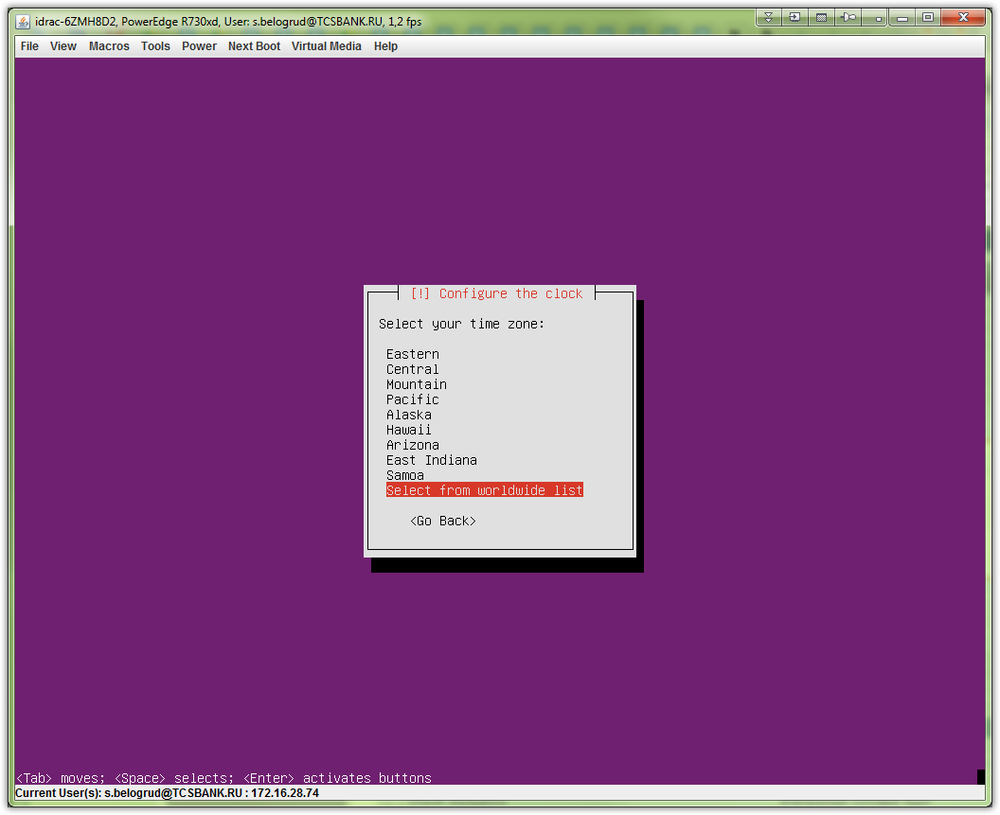 idrac-6ZMH8D2, PowerEdge R730xd, User: s.belogrud@TCSBANK.RU, 1,2 fps
File View Macros Tools Power Next Boot Virtual Media Help
[!] Configure the clock
Select your time zone:
Eastern
Central
Mountain
Pacific
Alaska
Hawaii
Arizona
East Indiana
Samoa
Select from worldwide list
<Go Back>
<Tab> moves; <Space> selects; <Enter> activates buttons
Current User(s): s.belogrud@TCSBANK.RU : 172.16.28.74